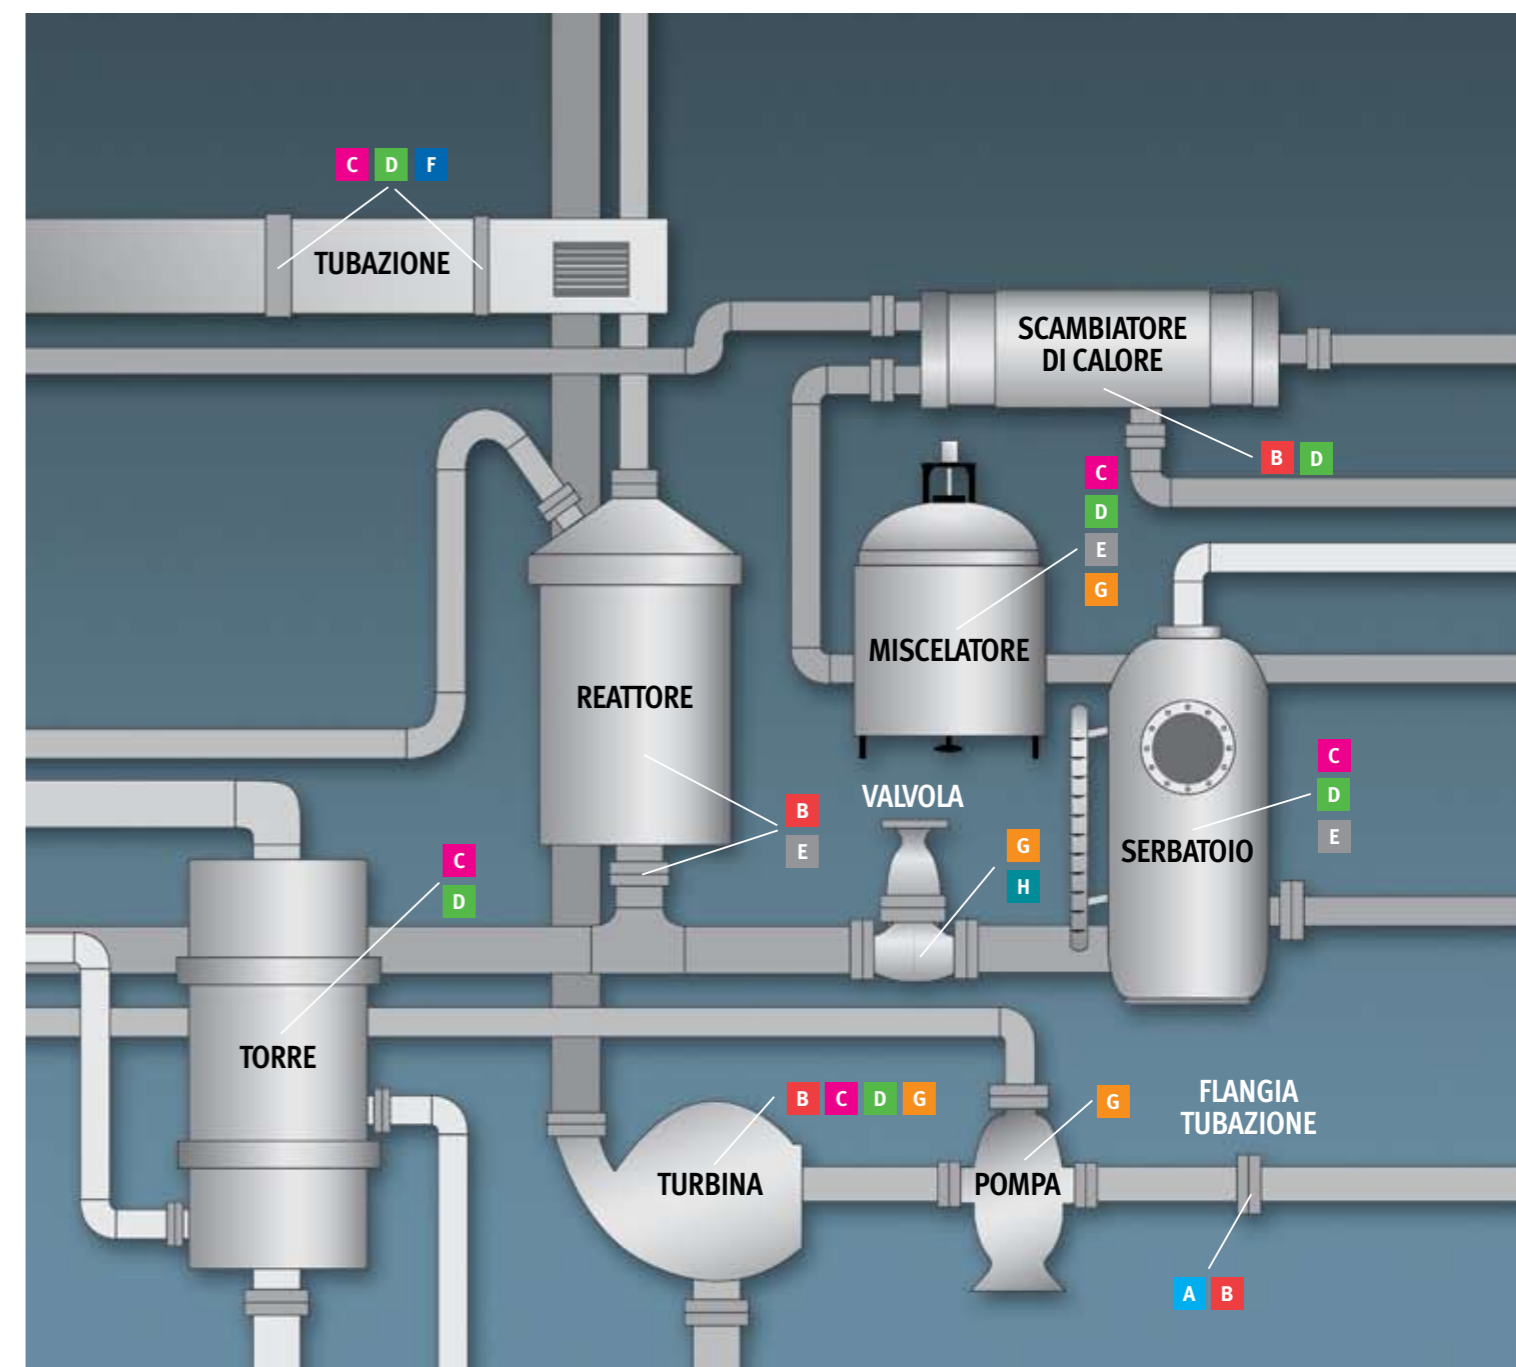 C D F
TUBAZIONE
SCAMBIATORE
DI CALORE
B D
C
D
E
G
MISCELATORE
REATTORE
B
E
VALVOLA
G
H
C
D
E
SERBATOIO
C
D
TORRE
B C D G
TURBINA
G
POMPA
FLANGIA
TUBAZIONE
A B